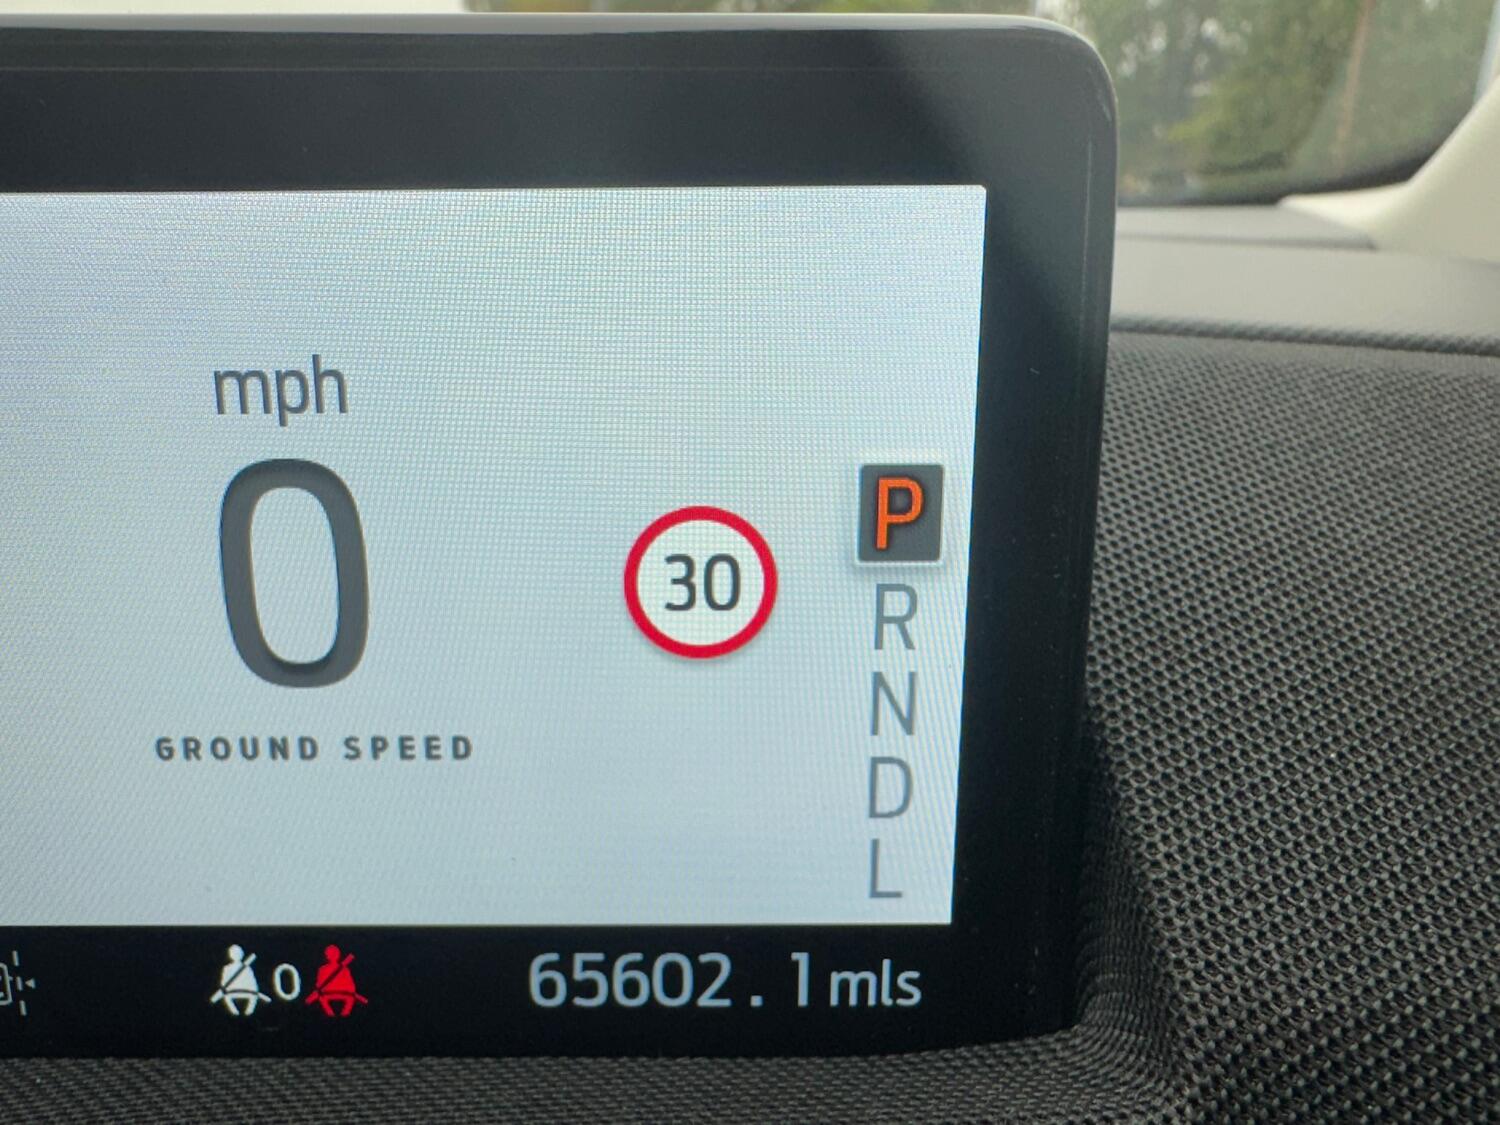 mph
0
30
P
R
N
D
L
GROUND SPEED
0
65602.1mls